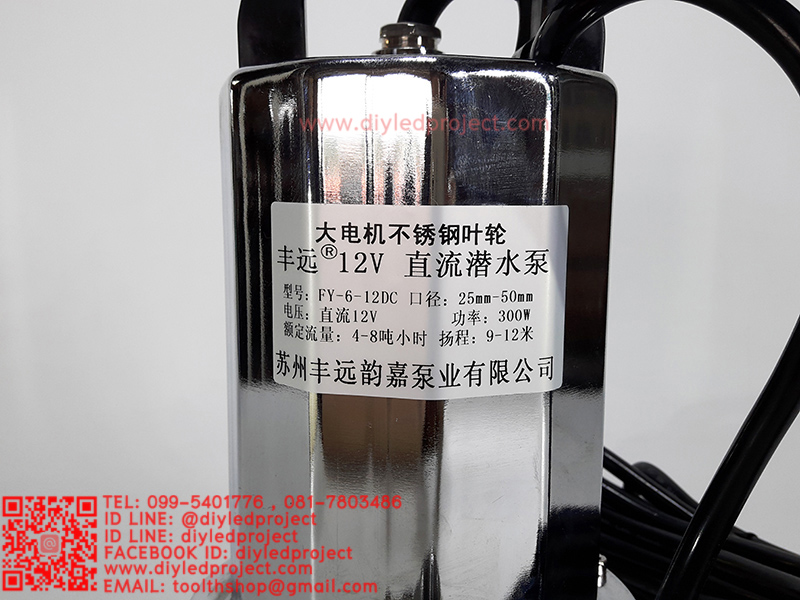 www.diyledproject.com
大电机不锈钢叶轮
丰远®12V 直流潜水泵
型号: FY-6-12DC 口径: 25mm-50mm
电压: 直流12V 功率: 300W
额定流量: 4-8吨小时 扬程: 9-12米
苏州丰远韵嘉泵业有限公司
TEL: 099-5401776 , 081-7803486
ID LINE: @diyledproject
ID LINE: diyledproject
FACEBOOK ID: diyledproject
www.diyledproject.com
EMAIL: toolthshop@gmail.com